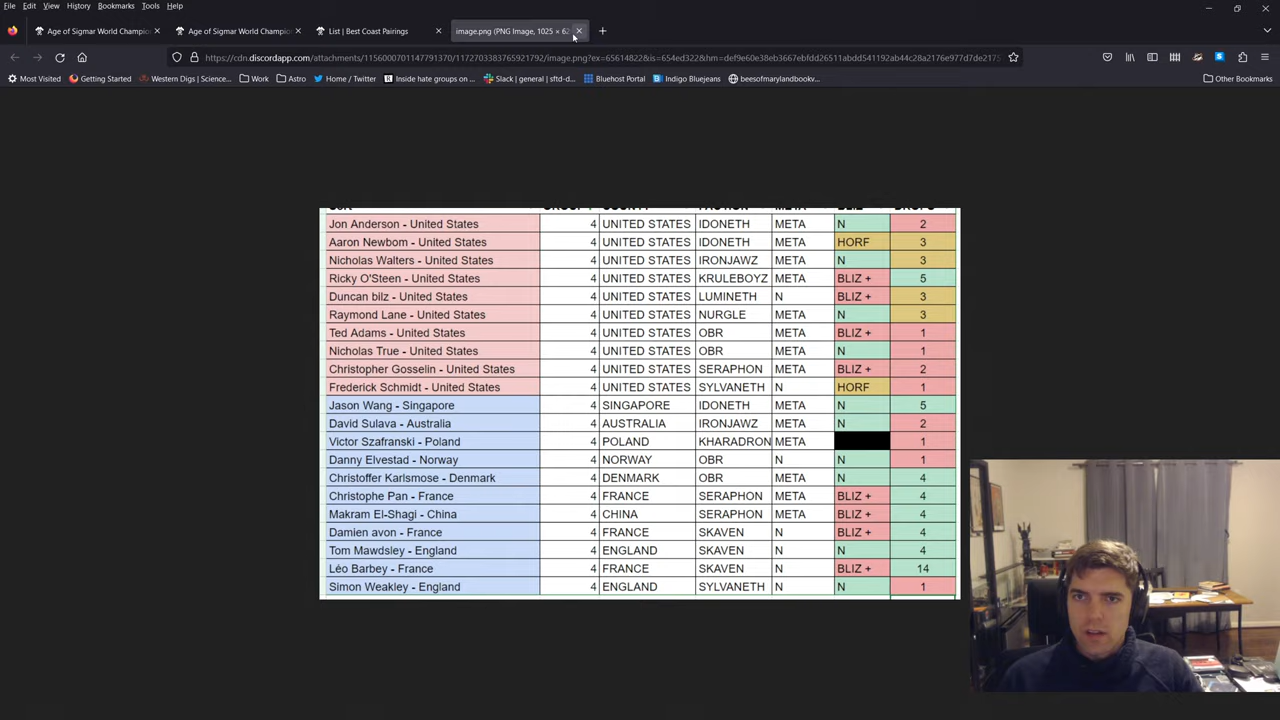 File Edit View History Bookmarks Tools Help
Age of Sigmar World Champion Age of Sigmar World Champion List | Best Coast Pairings image.png (PNG Image, 1025 × 62
Most Visited Getting Started Western Digs | Science... Work Astro Home / Twitter Inside hate groups on ... Slack | general | sftd-d... Bluehost Portal Indigo Bluejeans beesofmarylandbookv... Other Bookmarks
Jon Anderson - United States 4 UNITED STATES IDONETH META N 2
Aaron Newbom - United States 4 UNITED STATES IDONETH META HORF 3
Nicholas Walters - United States 4 UNITED STATES IRONJAWZ META N 3
Ricky O'Steen - United States 4 UNITED STATES KRULEBOYZ META BLIZ + 5
Duncan bilz - United States 4 UNITED STATES LUMINETH N BLIZ + 3
Raymond Lane - United States 4 UNITED STATES NURGLE META N 3
Ted Adams - United States 4 UNITED STATES OBR META BLIZ + 1
Nicholas True - United States 4 UNITED STATES OBR META N 1
Christopher Gosselin - United States 4 UNITED STATES SERAPHON META BLIZ + 2
Frederick Schmidt - United States 4 UNITED STATES SYLVANETH N HORF 1
Jason Wang - Singapore 4 SINGAPORE IDONETH META N 5
David Sulava - Australia 4 AUSTRALIA IRONJAWZ META N 2
Victor Szafranski - Poland 4 POLAND KHARADRON META 1
Danny Elvestad - Norway 4 NORWAY OBR N N 1
Christoffer Karlsmose - Denmark 4 DENMARK OBR META N 4
Christophe Pan - France 4 FRANCE SERAPHON META BLIZ + 4
Makram El-Shagi - China 4 CHINA SERAPHON META BLIZ + 4
Damien avon - France 4 FRANCE SKAVEN N BLIZ + 4
Tom Mawdsley - England 4 ENGLAND SKAVEN N N 4
Léo Barbey - France 4 FRANCE SKAVEN N BLIZ + 14
Simon Weakley - England 4 ENGLAND SYLVANETH N N 1